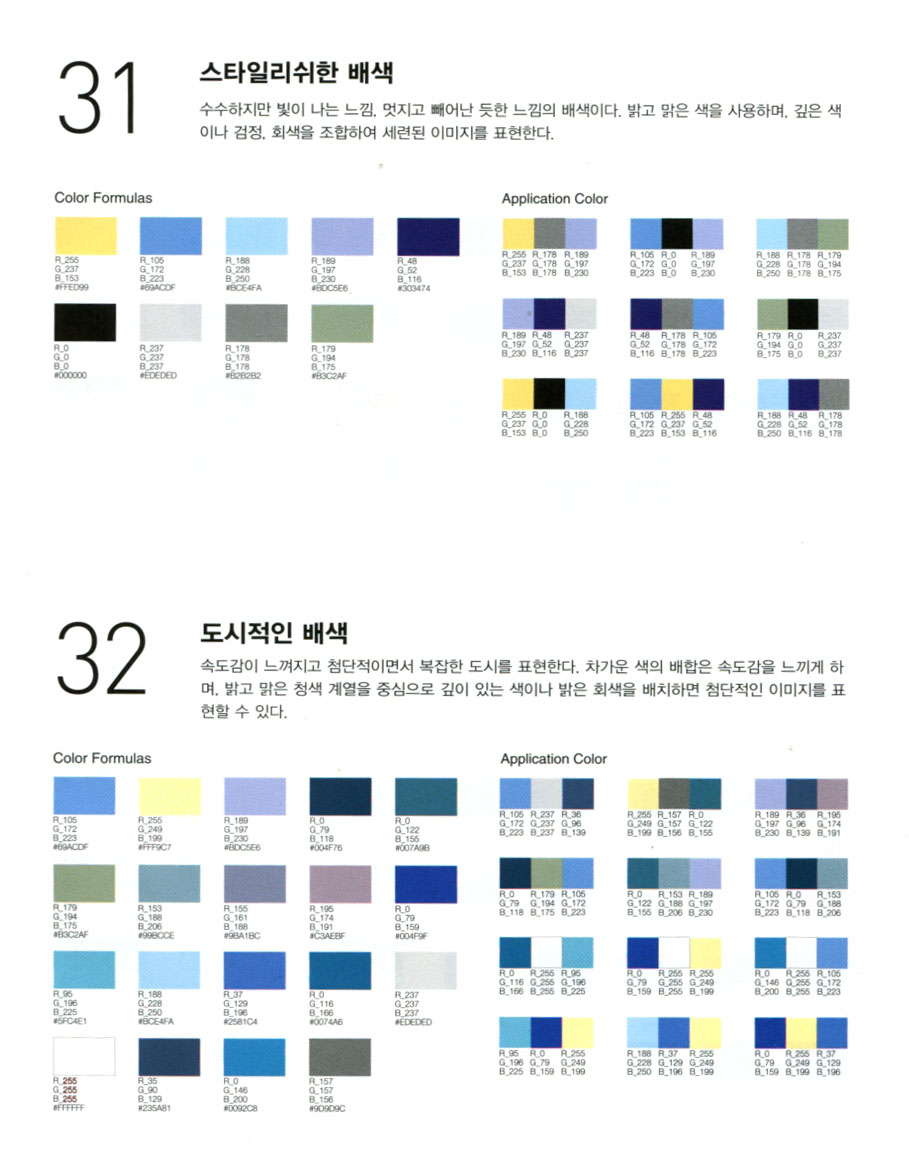 31
스타일리쉬한 배색
수수하지만 빛이 나는 느낌, 멋지고 빼어난 듯한 느낌의 배색이다. 밝고 맑은 색을 사용하며, 깊은 색
이나 검정, 회색을 조합하여 세련된 이미지를 표현한다.
Color Formulas
R_255 R_105 R_188 R_189 R_48
G_237 G_172 G_228 G_197 G_52
B_153 B_223 B_250 B_230 B_116
#FFED99 #69ACDF #BCE4FA #BDC5E6 #303474
R_0 R_237 R_178 R_179
G_0 G_237 G_178 G_194
B_0 B_237 B_178 B_175
#000000 #EDEDED #B2B2B2 #B3C2AF
Application Color
R_255 R_178 R_189 R_105 R_0 R_189 R_188 R_178 R_179
G_237 G_178 G_197 G_172 G_0 G_197 G_228 G_178 G_194
B_153 B_178 B_230 B_223 B_0 B_230 B_250 B_178 B_175
R_189 R_48 R_237 R_48 R_178 R_105 R_179 R_0 R_237
G_197 G_52 G_237 G_52 G_178 G_172 G_194 G_0 G_237
B_230 B_116 B_237 B_116 B_178 B_223 B_175 B_0 B_237
R_255 R_0 R_188 R_105 R_255 R_48 R_188 R_48 R_178
G_237 G_0 G_228 G_172 G_237 G_52 G_228 G_52 G_178
B_153 B_0 B_250 B_223 B_153 B_116 B_250 B_116 B_178
32
도시적인 배색
속도감이 느껴지고 첨단적이면서 복잡한 도시를 표현한다. 차가운 색의 배합은 속도감을 느끼게 하
며, 밝고 맑은 청색 계열을 중심으로 깊이 있는 색이나 밝은 회색을 배치하면 첨단적인 이미지를 표
현할 수 있다.
Color Formulas
R_105 R_255 R_189 R_0 R_0
G_172 G_249 G_197 G_79 G_122
B_223 B_199 B_230 B_118 B_155
#69ACDF #FFF9C7 #BDC5E6 #004F76 #007A9B
R_179 R_153 R_155 R_195 R_0
G_194 G_188 G_161 G_174 G_79
B_175 B_206 B_188 B_191 B_159
#B3C2AF #99BCCE #9BA1BC #C3AEBF #004F9F
R_95 R_188 R_37 R_0 R_237
G_196 G_228 G_129 G_116 G_237
B_225 B_250 B_196 B_166 B_237
#5FC4E1 #BCE4FA #2581C4 #0074A6 #EDEDED
R_255 R_35 R_0 R_157
G_255 G_90 G_146 G_157
B_255 B_129 B_200 B_156
#FFFFFF #235A81 #0092C8 #9D9D9C
Application Color
R_105 R_237 R_36 R_255 R_157 R_0 R_189 R_36 R_195
G_172 G_237 G_96 G_249 G_157 G_122 G_197 G_96 G_174
B_223 B_237 B_139 B_199 B_156 B_155 B_230 B_139 B_191
R_0 R_179 R_105 R_0 R_153 R_189 R_105 R_0 R_153
G_79 G_194 G_172 G_122 G_188 G_197 G_172 G_79 G_188
B_118 B_175 B_223 B_155 B_206 B_230 B_223 B_118 B_206
R_0 R_255 R_95 R_0 R_255 R_255 R_0 R_255 R_105
G_116 G_255 G_196 G_79 G_255 G_249 G_146 G_255 G_172
B_166 B_255 B_225 B_159 B_255 B_199 B_200 B_255 B_223
R_95 R_0 R_255 R_188 R_37 R_255 R_0 R_255 R_37
G_196 G_79 G_249 G_228 G_129 G_249 G_79 G_249 G_129
B_225 B_159 B_199 B_250 B_196 B_199 B_159 B_199 B_196